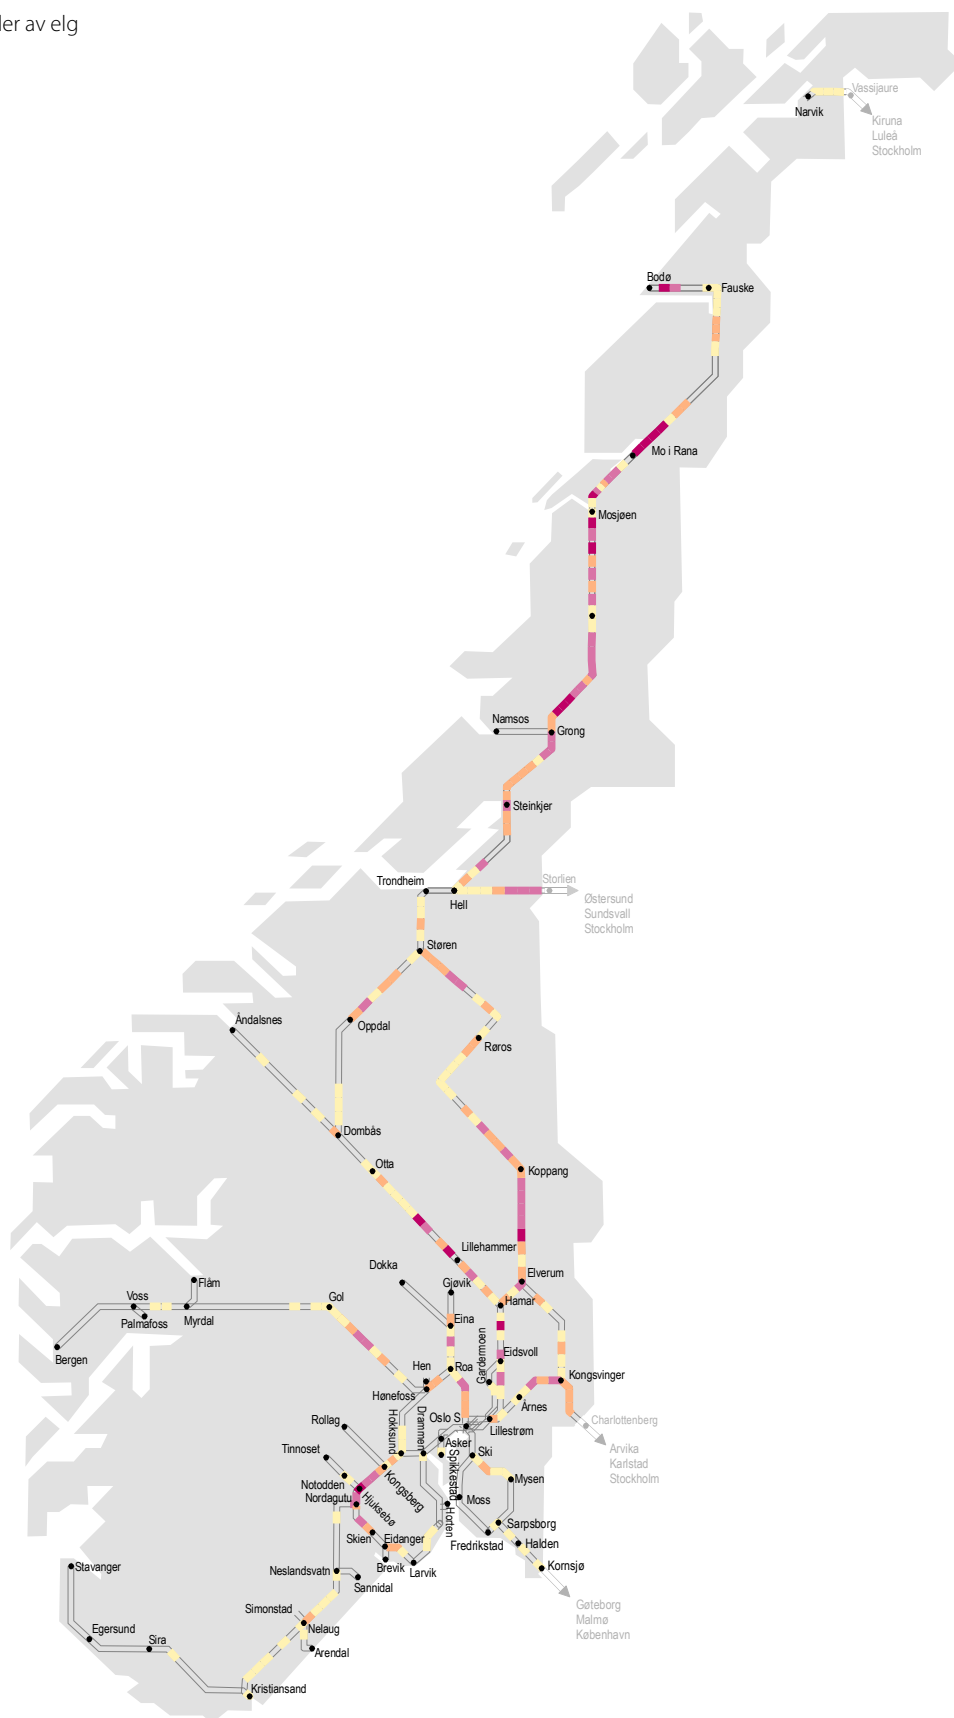 ler av elg
Vassijaure
Narvik
Kiruna
Luleå
Stockholm
Bodø
Fauske
Mo i Rana
Mosjøen
Namsos
Grong
Steinkjer
Trondheim
Storlien
Hell
Østersund
Sundsvall
Stockholm
Støren
Åndalsnes
Oppdal
Røros
Dombås
Otta
Koppang
Lillehammer
Dokka
Elverum
Flåm
Gjøvik
Voss
Gol
Hamar
Palmafoss
Myrdal
Eina
Gardermoen
Eidsvoll
Bergen
Hen
Roa
Kongsvinger
Hønefoss
Årnes
Rollag
Hokksund
Drammen
Oslo S
Lillestrøm
Charlottenberg
Tinnoset
Asker
Ski
Arvika
Karlstad
Stockholm
Spikkestad
Notodden
Kongsberg
Mysen
Nordagutu
Hjuksebø
Moss
Horten
Sarpsborg
Skien
Eidanger
Fredrikstad
Halden
Stavanger
Neslandsvatn
Brevik
Larvik
Kornsjø
Sannidal
Simonstad
Gøteborg
Malmø
København
Egersund
Sira
Nelaug
Arendal
Kristiansand